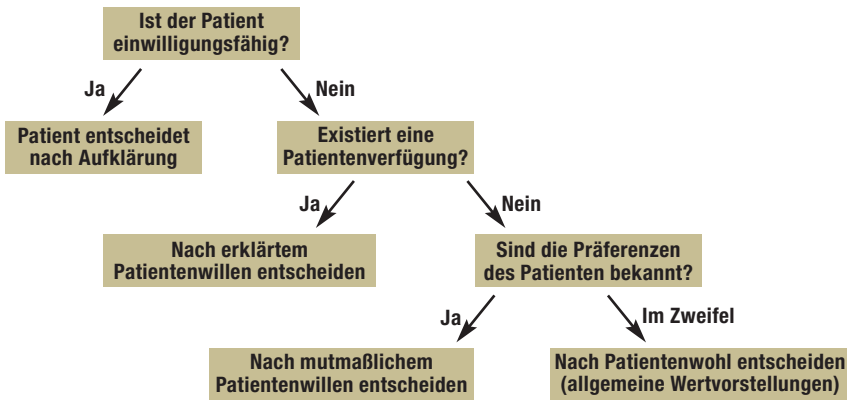 Ist der Patient
einwilligungsfähig?
Ja
Nein
Patient entscheidet
nach Aufklärung
Existiert eine
Patientenverfügung?
Ja
Nein
Nach erklärtem
Patientenwillen entscheiden
Sind die Präferenzen
des Patienten bekannt?
Ja
Im Zweifel
Nach mutmaßlichem
Patientenwillen entscheiden
Nach Patientenwohl entscheiden
(allgemeine Wertvorstellungen)